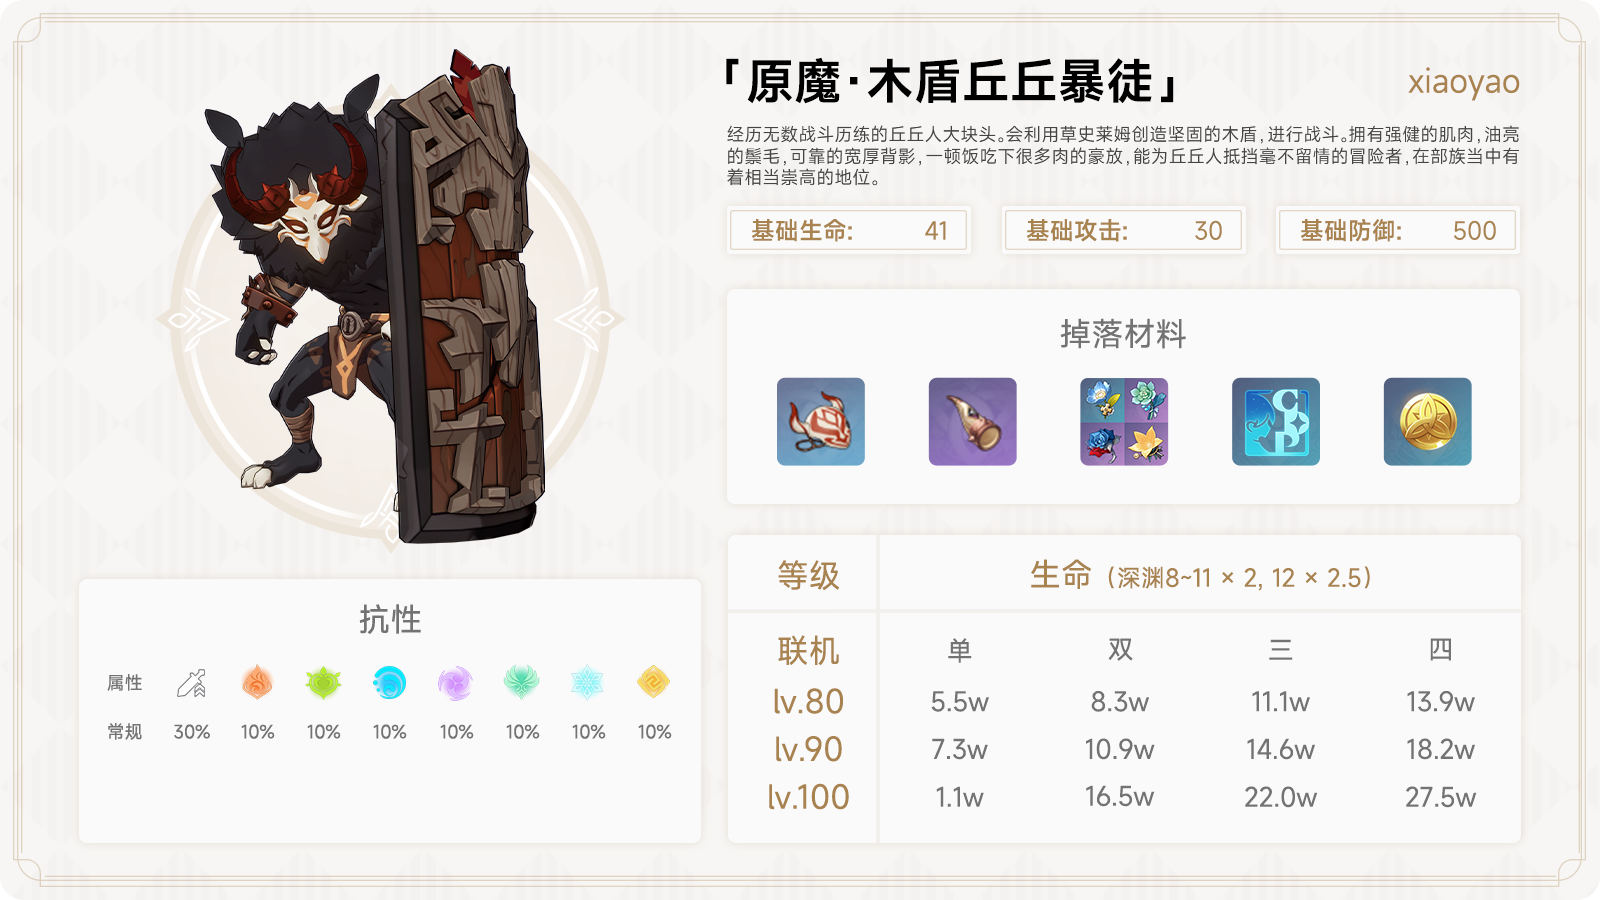 「原魔·木盾丘丘暴徒」
xiaoyao
经历无数战斗历练的丘丘人大块头。会利用草史莱姆创造坚固的木盾,进行战斗。拥有强健的肌肉,油亮
的鬃毛,可靠的宽厚背影,一顿饭吃下很多肉的豪放,能为丘丘人抵挡毫不留情的冒险者,在部族当中有
着相当崇高的地位。
基础生命: 41
基础攻击: 30
基础防御: 500
掉落材料
抗性
属性
常规 30% 10% 10% 10% 10% 10% 10% 10%
等级 生命 (深渊8~11 × 2, 12 × 2.5)
联机 单 双 三 四
lv.80 5.5w 8.3w 11.1w 13.9w
lv.90 7.3w 10.9w 14.6w 18.2w
lv.100 1.1w 16.5w 22.0w 27.5w